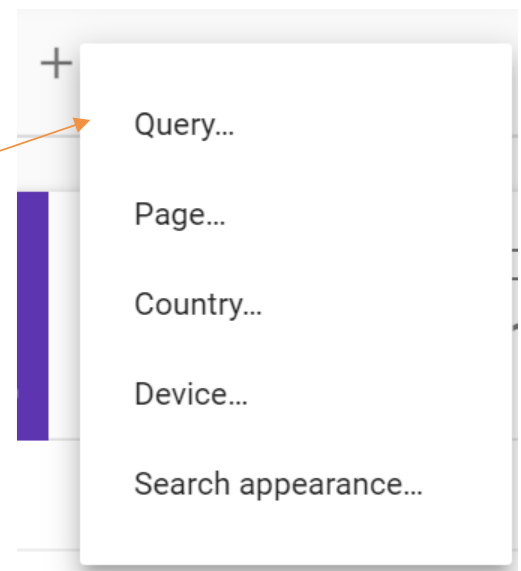 +
Query…
Page…
Country…
Device…
Search appearance…